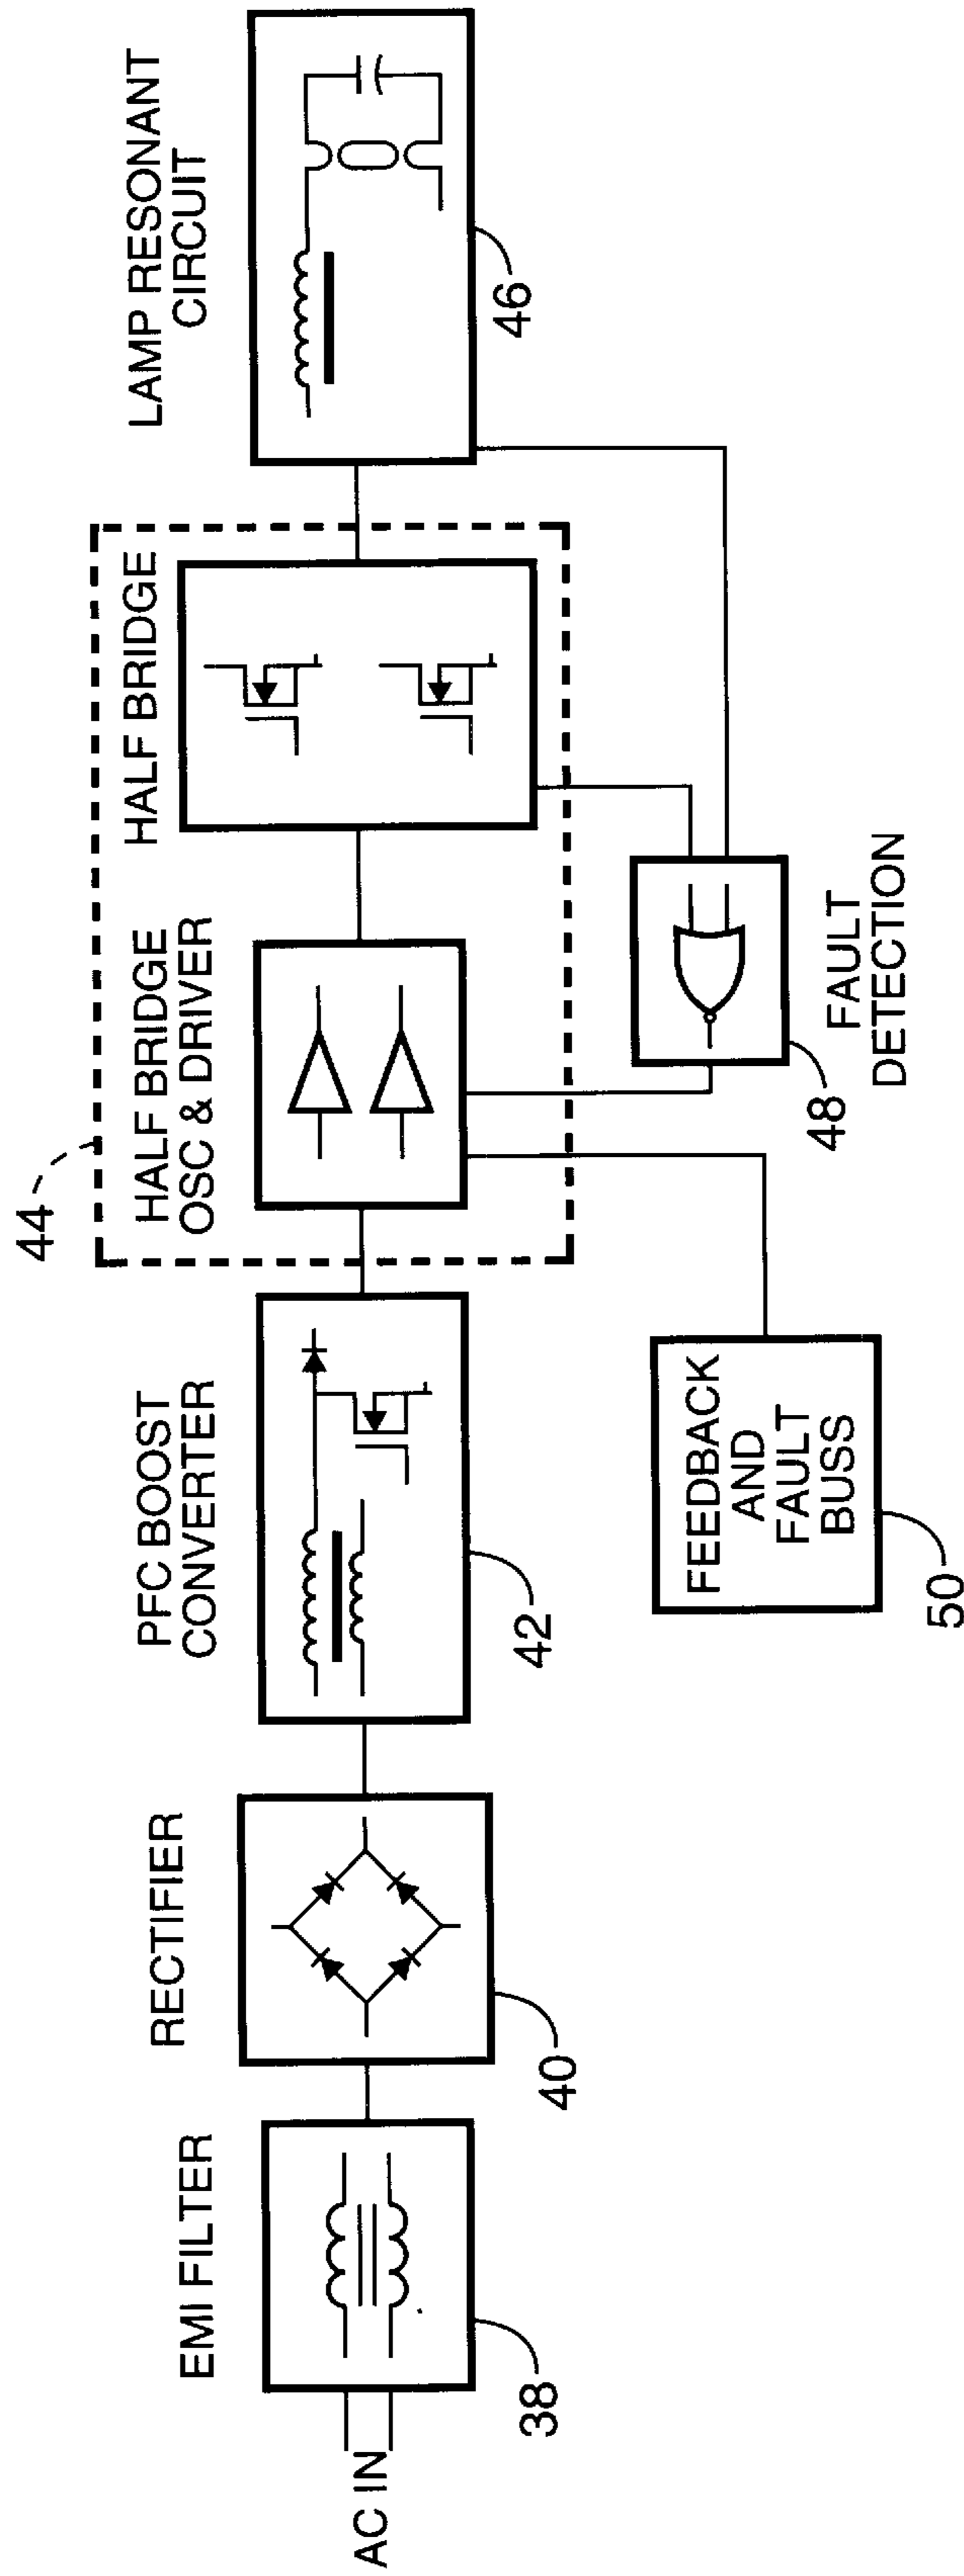 AC IN
EMI FILTER
38
RECTIFIER
40
PFC BOOST
CONVERTER
42
44
HALF BRIDGE
OSC & DRIVER
HALF BRIDGE
LAMP RESONANT
CIRCUIT
46
FEEDBACK
AND
FAULT
BUSS
50
48
FAULT
DETECTION